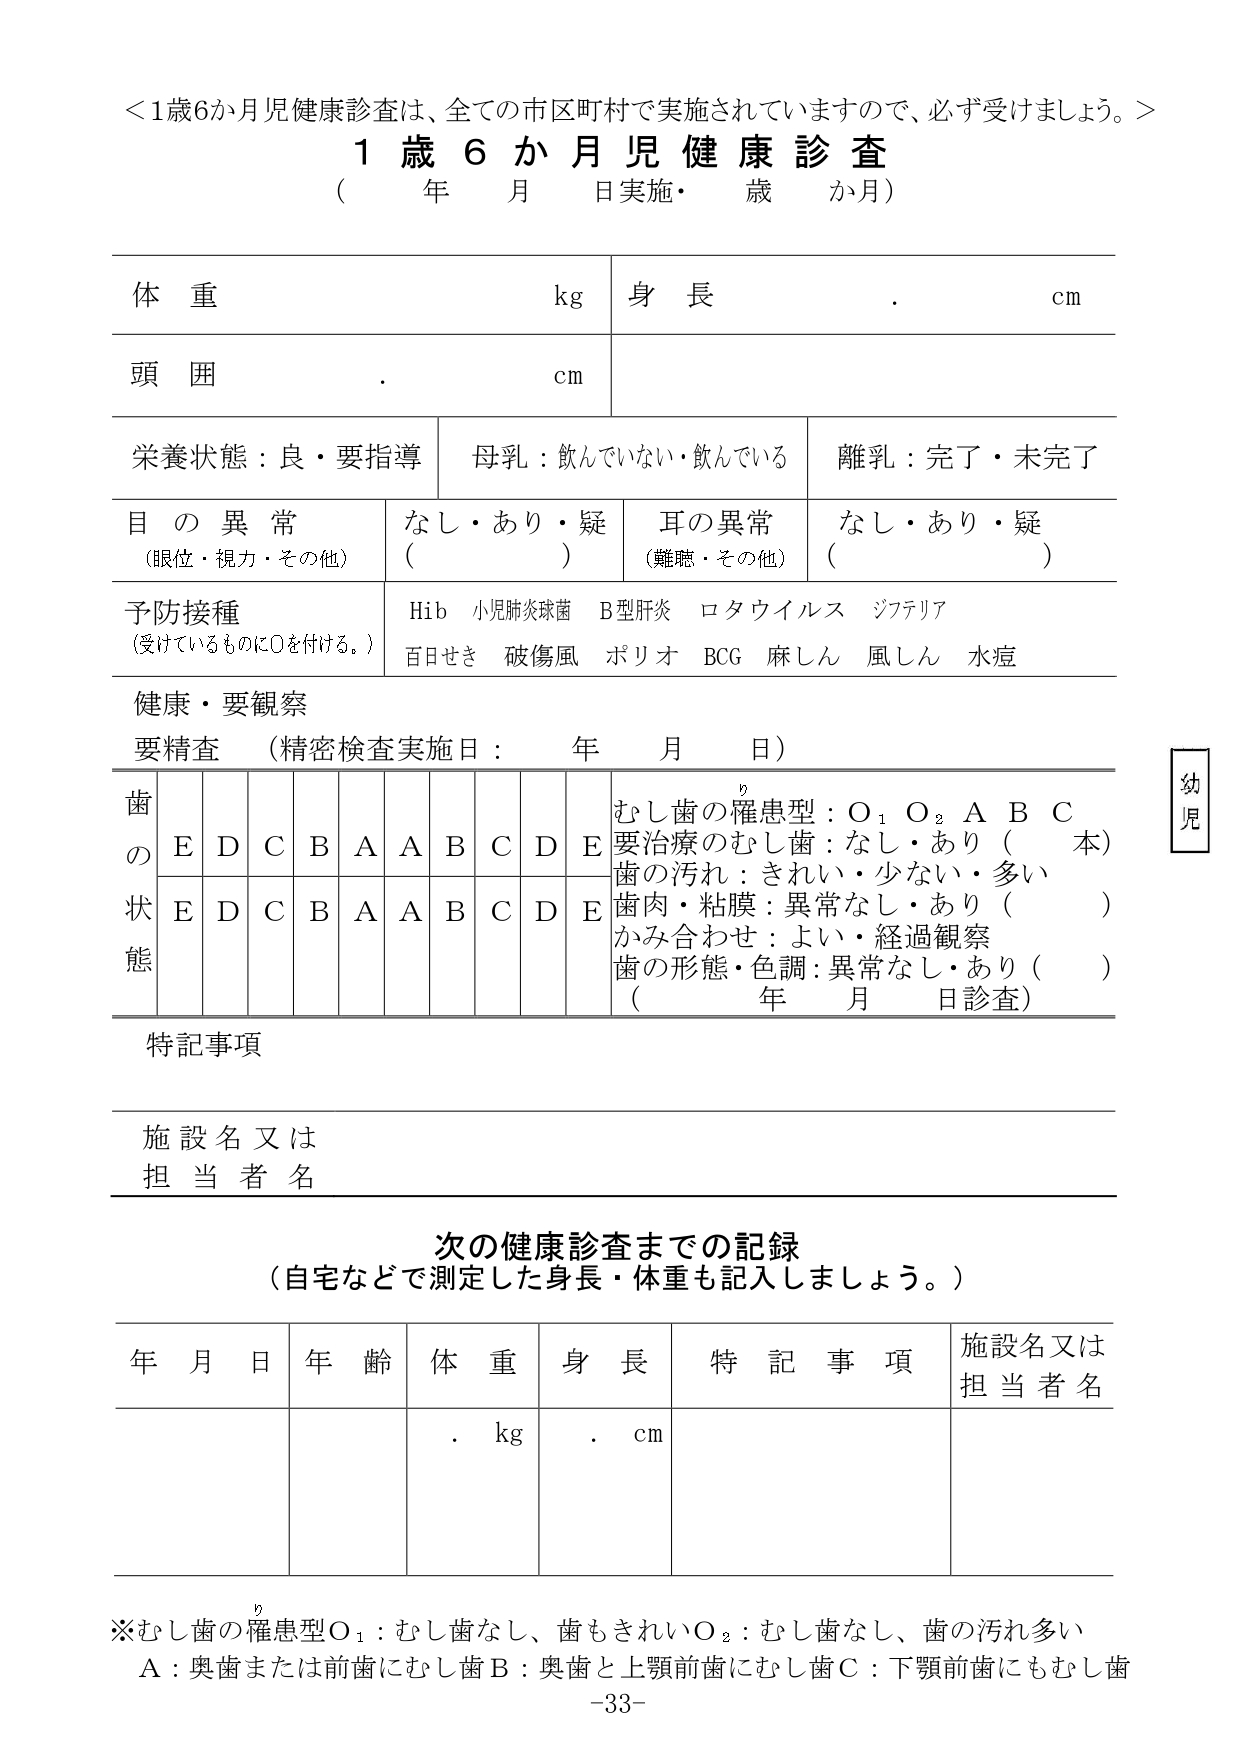 ＜1歳6か月児健康診査は、全ての市区町村で実施されていますので、必ず受けましょう。＞
１歳６か月児健康診査
（　　年　　月　　日実施・　　歳　　か月）
体　重　　　　　　kg　身　長　　　　．　　　　cm
頭　囲　　　　．　　　　cm
栄養状態：良・要指導　母乳：飲んでいない・飲んでいる　離乳：完了・未完了
目の異常　なし・あり・疑　耳の異常　なし・あり・疑
（眼位・視力・その他）　（　　　　　）　（難聴・その他）　（　　　　　　　）
予防接種　Hib　小児肺炎球菌　B型肝炎　ロタウイルス　ジフテリア
（受けているものに○を付ける。）　百日せき　破傷風　ポリオ　BCG　麻しん　風しん　水痘
健康・要観察
要精査　（精密検査実施日：　　年　　月　　日）
歯の状態
E D C B A A B C D E
E D C B A A B C D E
り
むし歯の罹患型：O₁ O₂ A B C
要治療のむし歯：なし・あり（　　本）
歯の汚れ：きれい・少ない・多い
歯肉・粘膜：異常なし・あり（　　　）
かみ合わせ：よい・経過観察
歯の形態・色調：異常なし・あり（　　）
（　　　　年　　月　　日診査）
幼児
特記事項
施設名又は
担当者名
次の健康診査までの記録
（自宅などで測定した身長・体重も記入しましょう。）
年　月　日　年　齢　体　重　身　長　特　記　事　項　施設名又は
担当者名
．　kg　．　cm
り
※むし歯の罹患型O₁：むし歯なし、歯もきれいO₂：むし歯なし、歯の汚れ多い
A：奥歯または前歯にむし歯B：奥歯と上顎前歯にむし歯C：下顎前歯にもむし歯
-33-